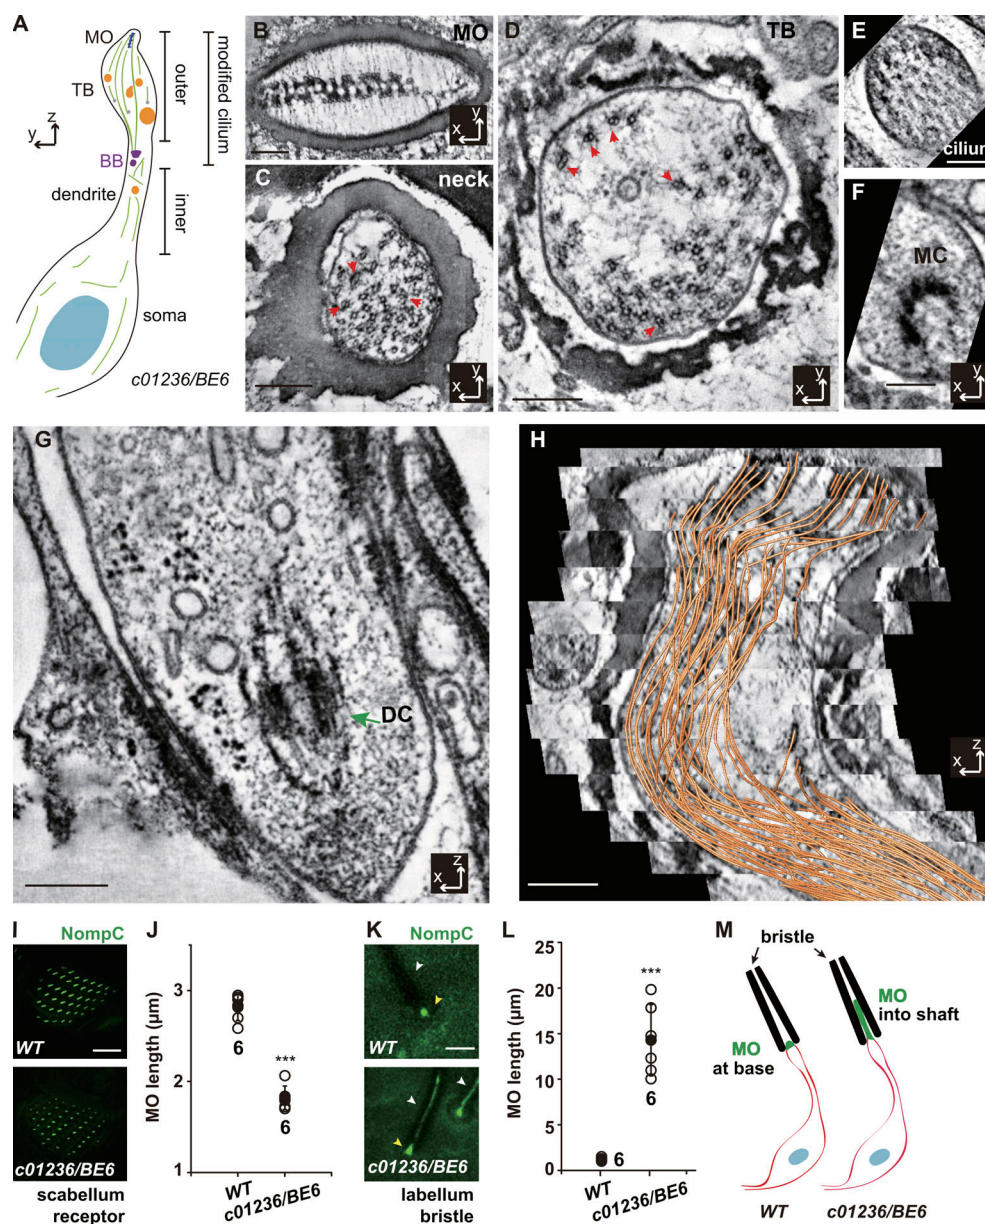 A
MO
TB
z
y
BB
dendrite
soma
outer
inner
modified cilium
c01236/BE6
B
MO
y
x
C
neck
y
x
D
TB
y
x
E
cilium
F
MC
y
x
G
DC
z
x
H
z
x
I
NompC
WT
c01236/BE6
scabellum
receptor
J
MO length (μm)
3
2
1
6
***
6
WT
c01236/BE6
K
NompC
WT
c01236/BE6
labellum
bristle
L
MO length (μm)
25
20
15
10
5
0
***
6
6
WT
c01236/BE6
M
bristle
MO
into shaft
MO
at base
WT
c01236/BE6